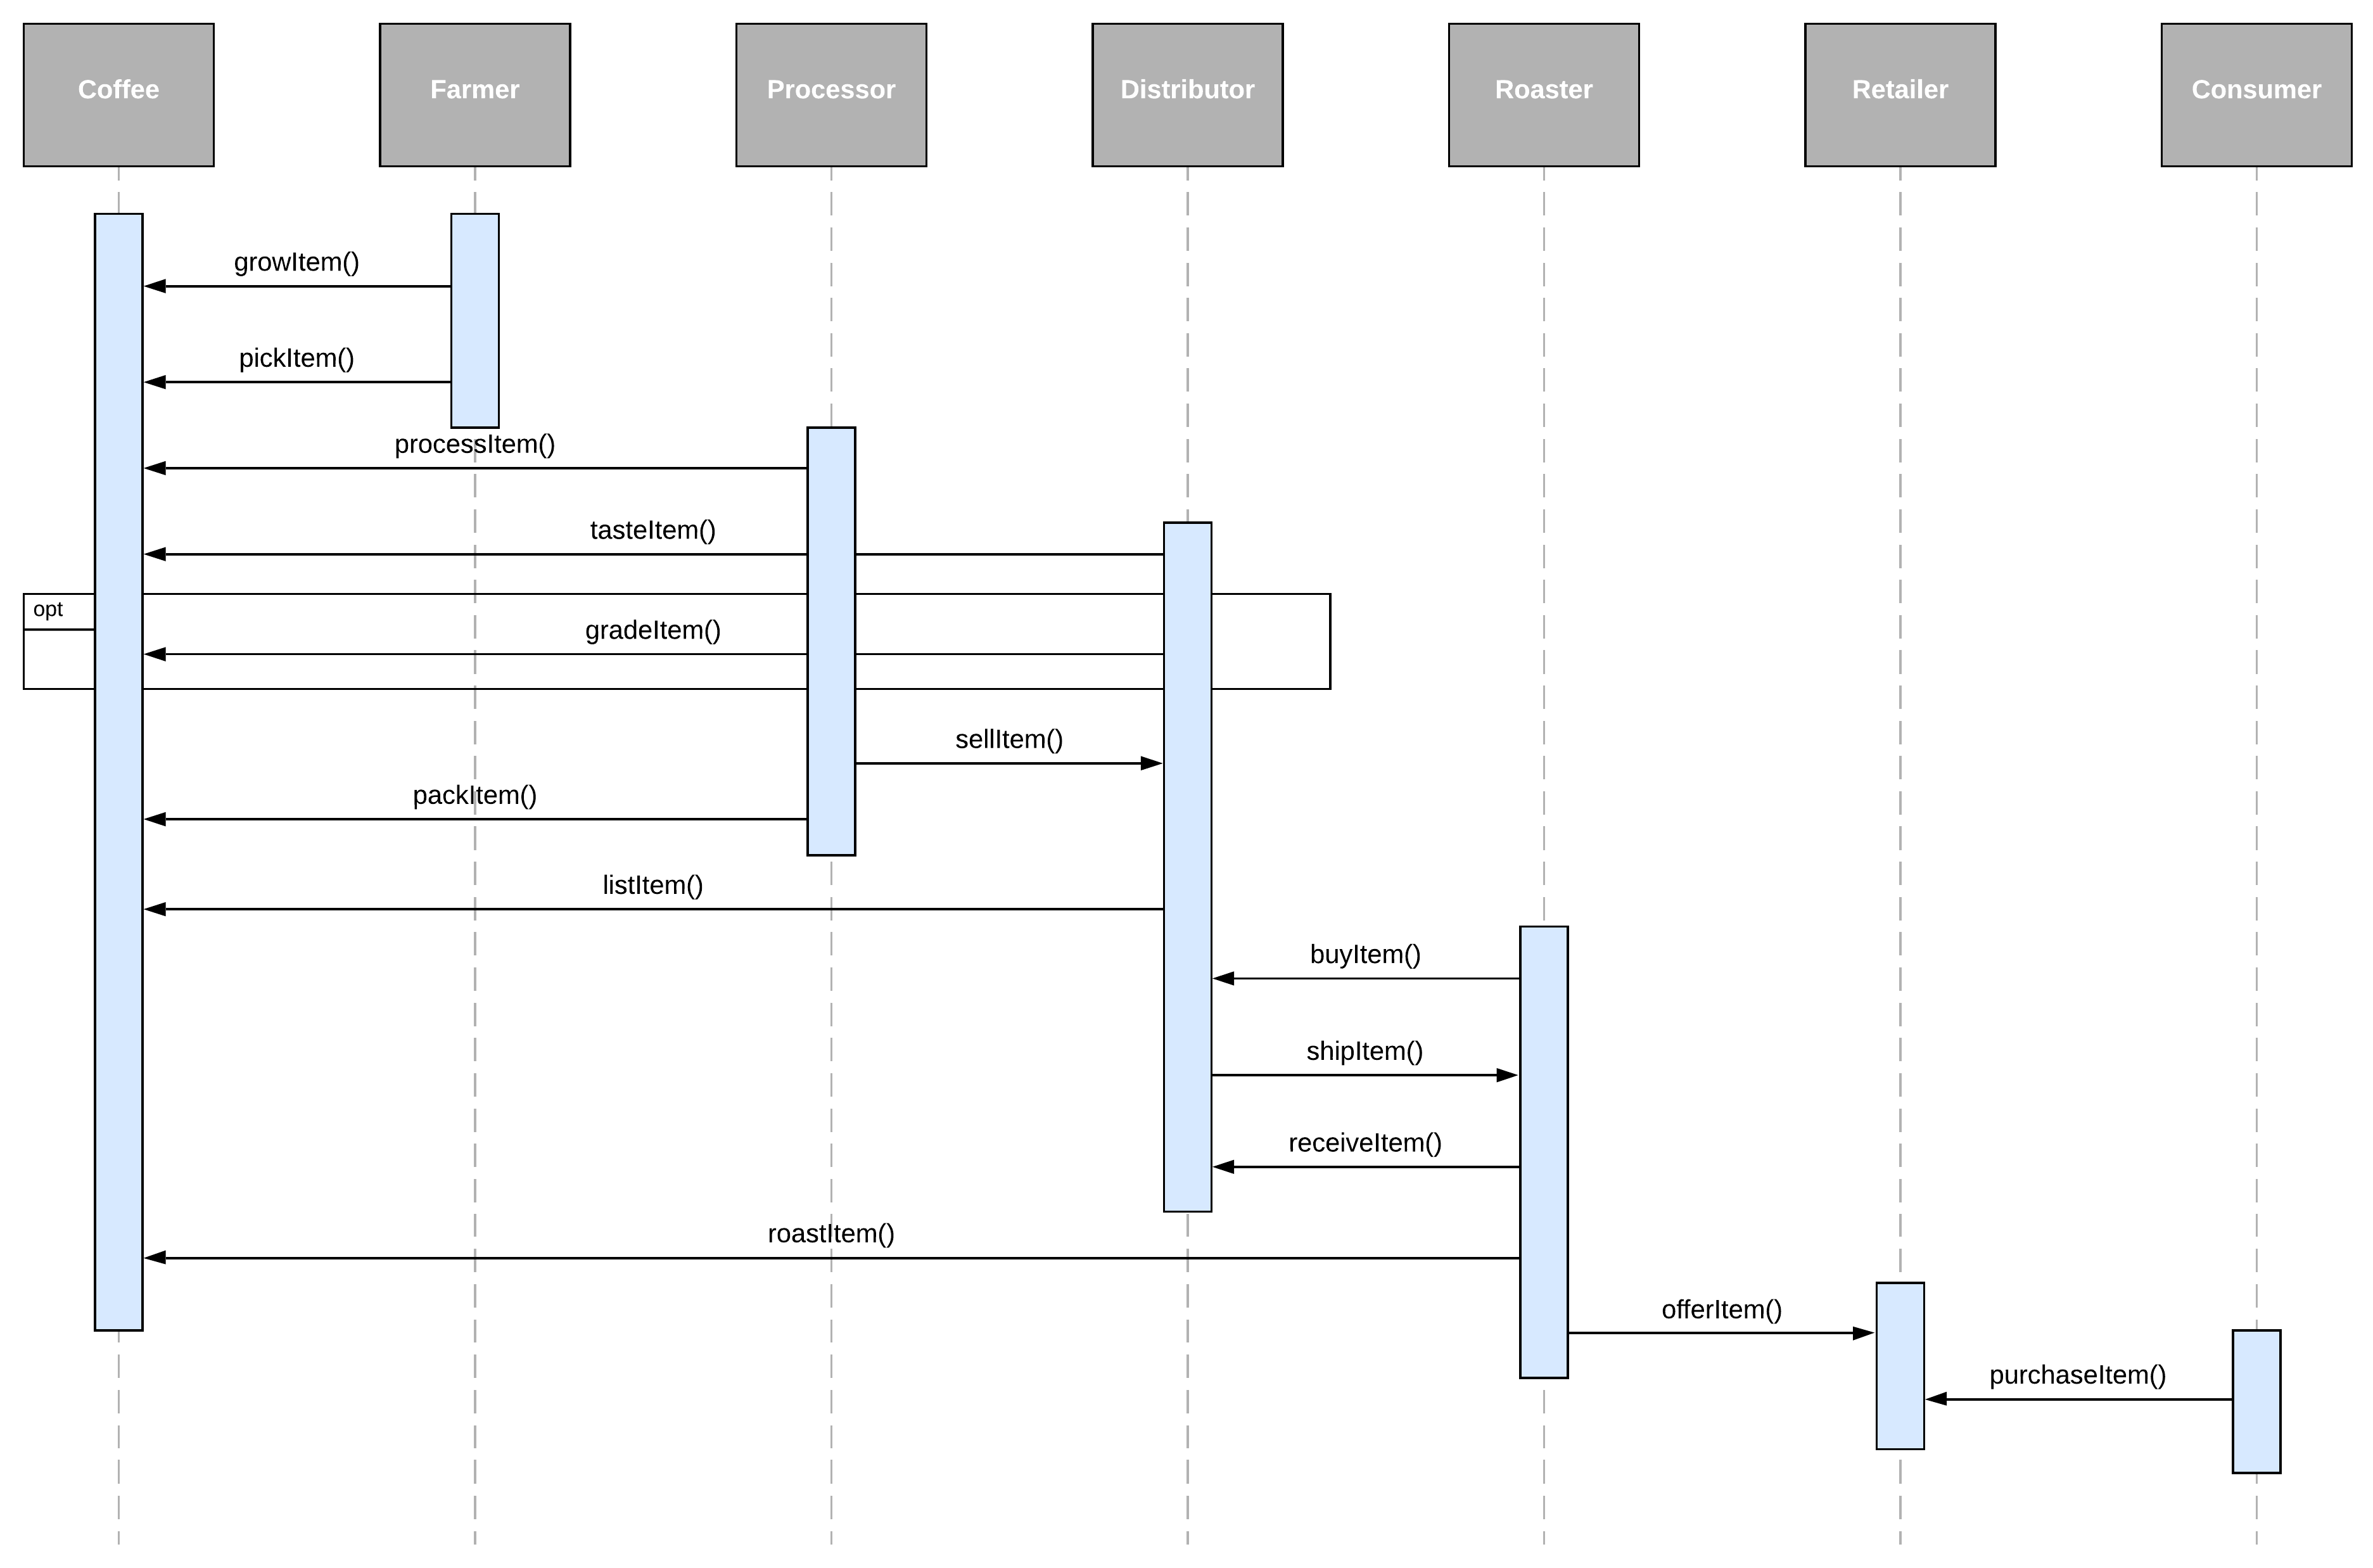 Coffee
Farmer
Processor
Distributor
Roaster
Retailer
Consumer
growItem()
pickItem()
processItem()
tasteItem()
opt
gradeItem()
sellItem()
packItem()
listItem()
buyItem()
shipItem()
receiveItem()
roastItem()
offerItem()
purchaseItem()